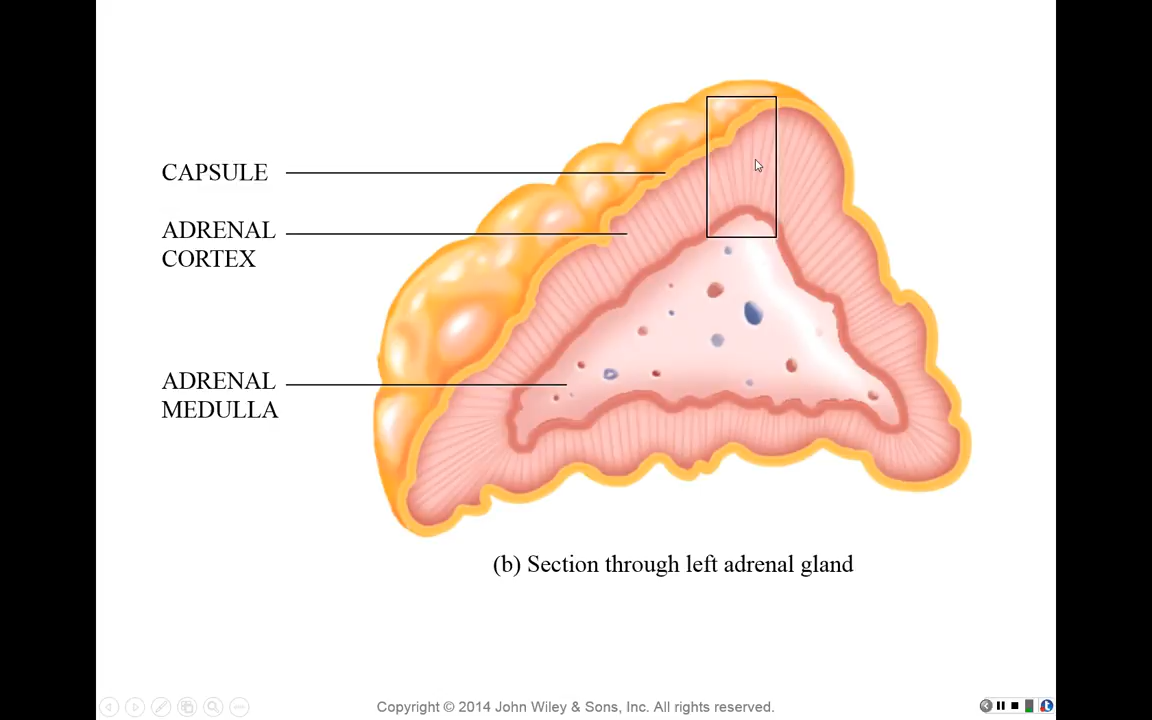 CAPSULE
ADRENAL
CORTEX
ADRENAL
MEDULLA
(b) Section through left adrenal gland
Copyright © 2014 John Wiley & Sons, Inc. All rights reserved.